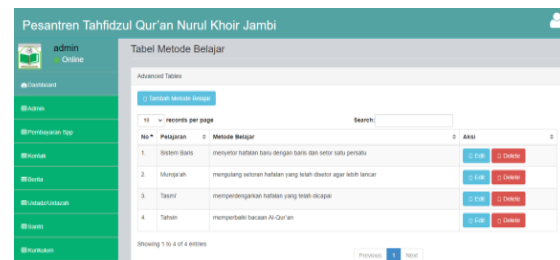 Pesantren Tahfidzul Qur'an Nurul Khoir Jambi
admin
Online
Dashboard
Admin
Pembayaran Spp
Kontak
Berita
Ustadz/Ustazah
Santri
Kurikulum
Tabel Metode Belajar
Advanced Tables
Tambah Metode Belajar
10 records per page
Search:
No Pelajaran Metode Belajar Aksi
1. Sistem Baris menyetor hafalan baru dengan baris dan setor satu persatu Edit Delete
2. Muroja'ah mengulang setoran hafalan yang telah disetor agar lebih lancar Edit Delete
3. Tasmi' memperdengarkan hafalan yang telah dicapai Edit Delete
4. Tahsin memperbaiki bacaan Al-Qur'an Edit Delete
Showing 1 to 4 of 4 entries
Previous 1 Next